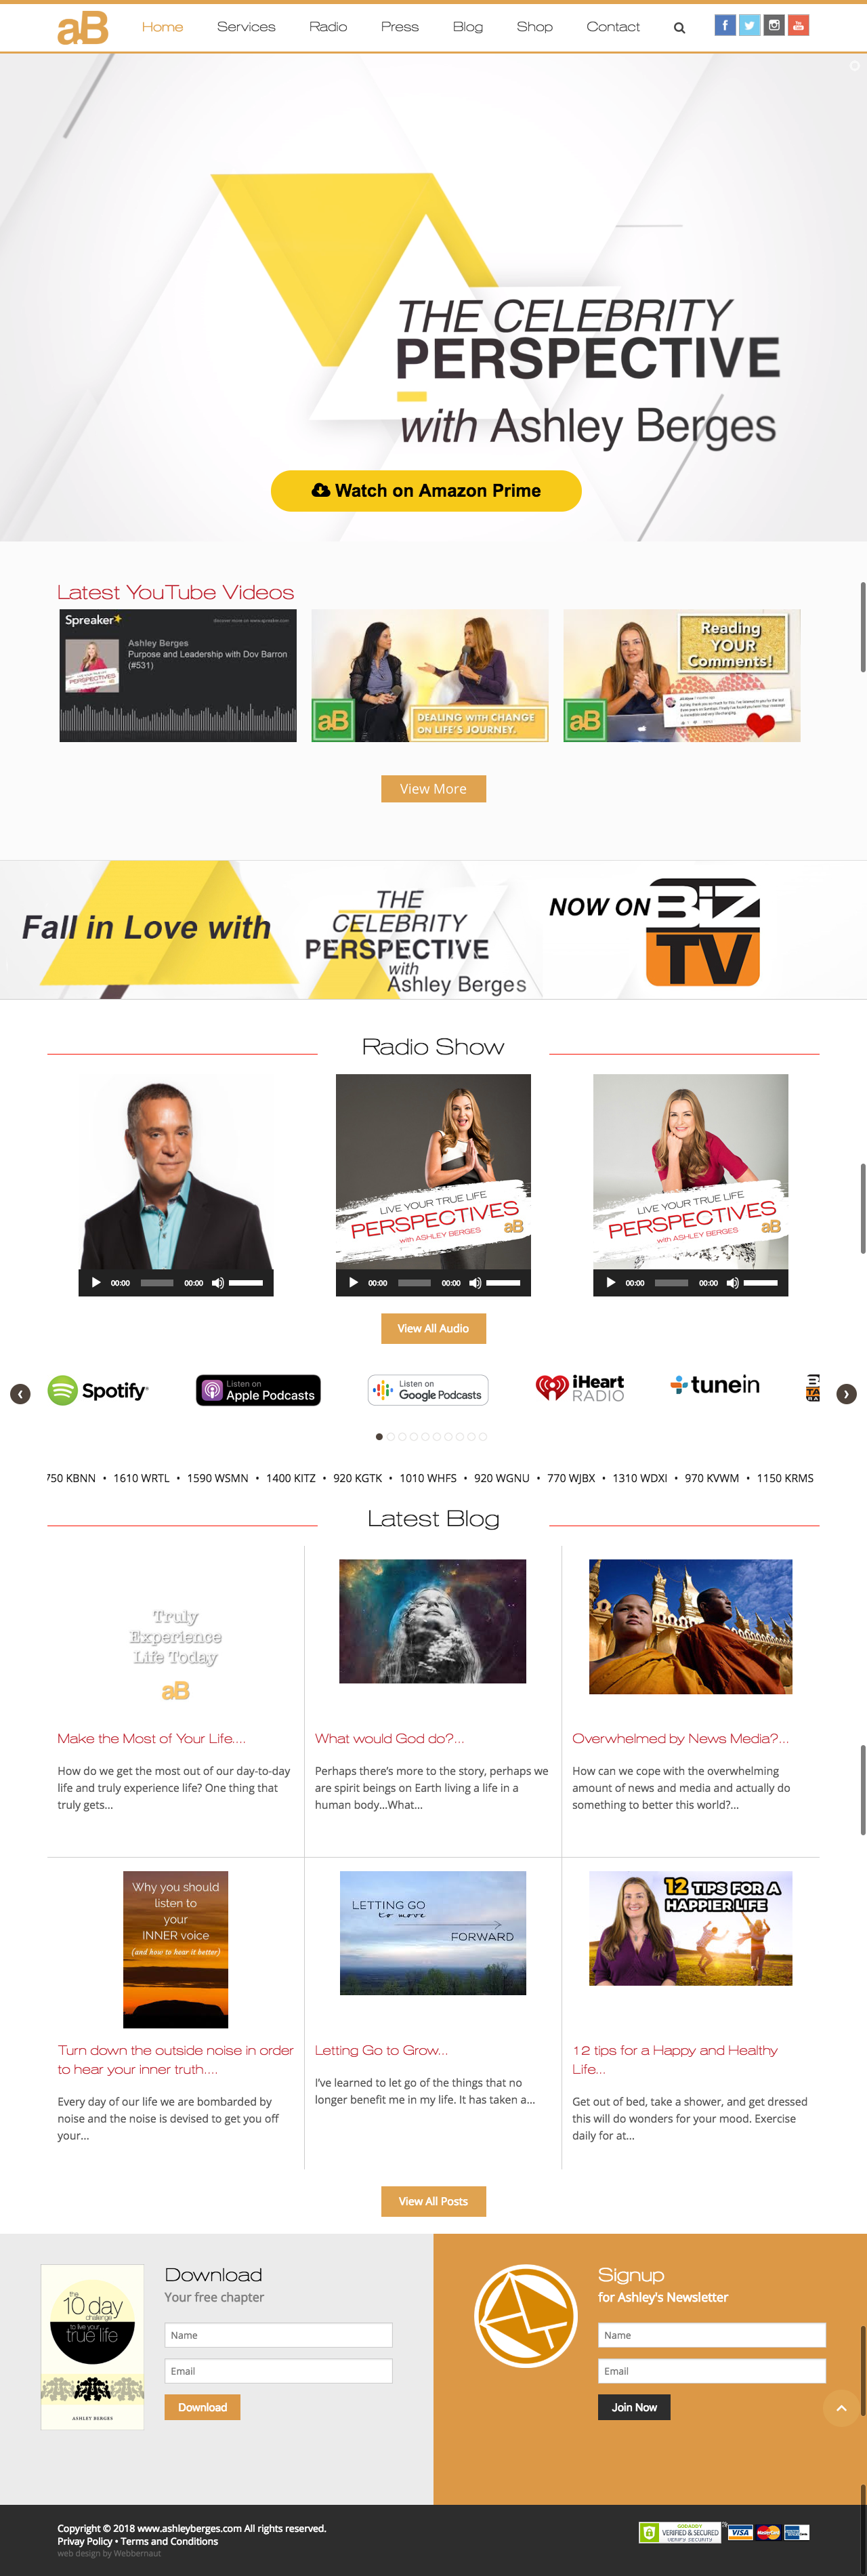 aB
Home Services Radio Press Blog Shop Contact
THE CELEBRITY
PERSPECTIVE
with Ashley Berges
Watch on Amazon Prime
Latest YouTube Videos
Spreaker
Ashley Berges
Purpose and Leadership with Dov Barron
(#531)
PERSPECTIVES
aB
DEALING WITH CHANGE
ON LIFE'S JOURNEY.
aB
Reading
YOUR
Comments!
View More
Fall in Love with
THE
CELEBRITY
PERSPECTIVE
with
Ashley Berges
NOW ON BiZ
TV
Radio Show
LIVE YOUR TRUE LIFE
PERSPECTIVES
with ASHLEY BERGES
aB
LIVE YOUR TRUE LIFE
PERSPECTIVES
with ASHLEY BERGES
aB
00:00 00:00
00:00 00:00
00:00 00:00
View All Audio
Spotify
Listen on
Apple Podcasts
Listen on
Google Podcasts
iHeart
RADIO
tunein
750 KBNN • 1610 WRTL • 1590 WSMN • 1400 KITZ • 920 KGTK • 1010 WHFS • 920 WGNU • 770 WJBX • 1310 WDXI • 970 KVWM • 1150 KRMS
Latest Blog
Truly
Experience
Life Today
aB
Make the Most of Your Life....
How do we get the most out of our day-to-day
life and truly experience life? One thing that
truly gets...
What would God do?...
Perhaps there's more to the story, perhaps we
are spirit beings on Earth living a life in a
human body...What...
Overwhelmed by News Media?...
How can we cope with the overwhelming
amount of news and media and actually do
something to better this world?...
Why you should
listen to
your
INNER voice
(and how to hear it better)
Turn down the outside noise in order
to hear your inner truth....
Every day of our life we are bombarded by
noise and the noise is devised to get you off
your...
LETTING GO
to move
FORWARD
Letting Go to Grow...
I've learned to let go of the things that no
longer benefit me in my life. It has taken a...
12 TIPS FOR A
HAPPIER LIFE
12 tips for a Happy and Healthy
Life...
Get out of bed, take a shower, and get dressed
this will do wonders for your mood. Exercise
daily for at...
View All Posts
the
10 day
challenge
to live your
true life
ASHLEY BERGES
Download
Your free chapter
Name
Email
Download
Signup
for Ashley's Newsletter
Name
Email
Join Now
Copyright © 2018 www.ashleyberges.com All rights reserved.
Privay Policy • Terms and Conditions
web design by Webbernaut
GODADDY
VERIFIED & SECURED
VERIFY SECURITY
VISA
MasterCard